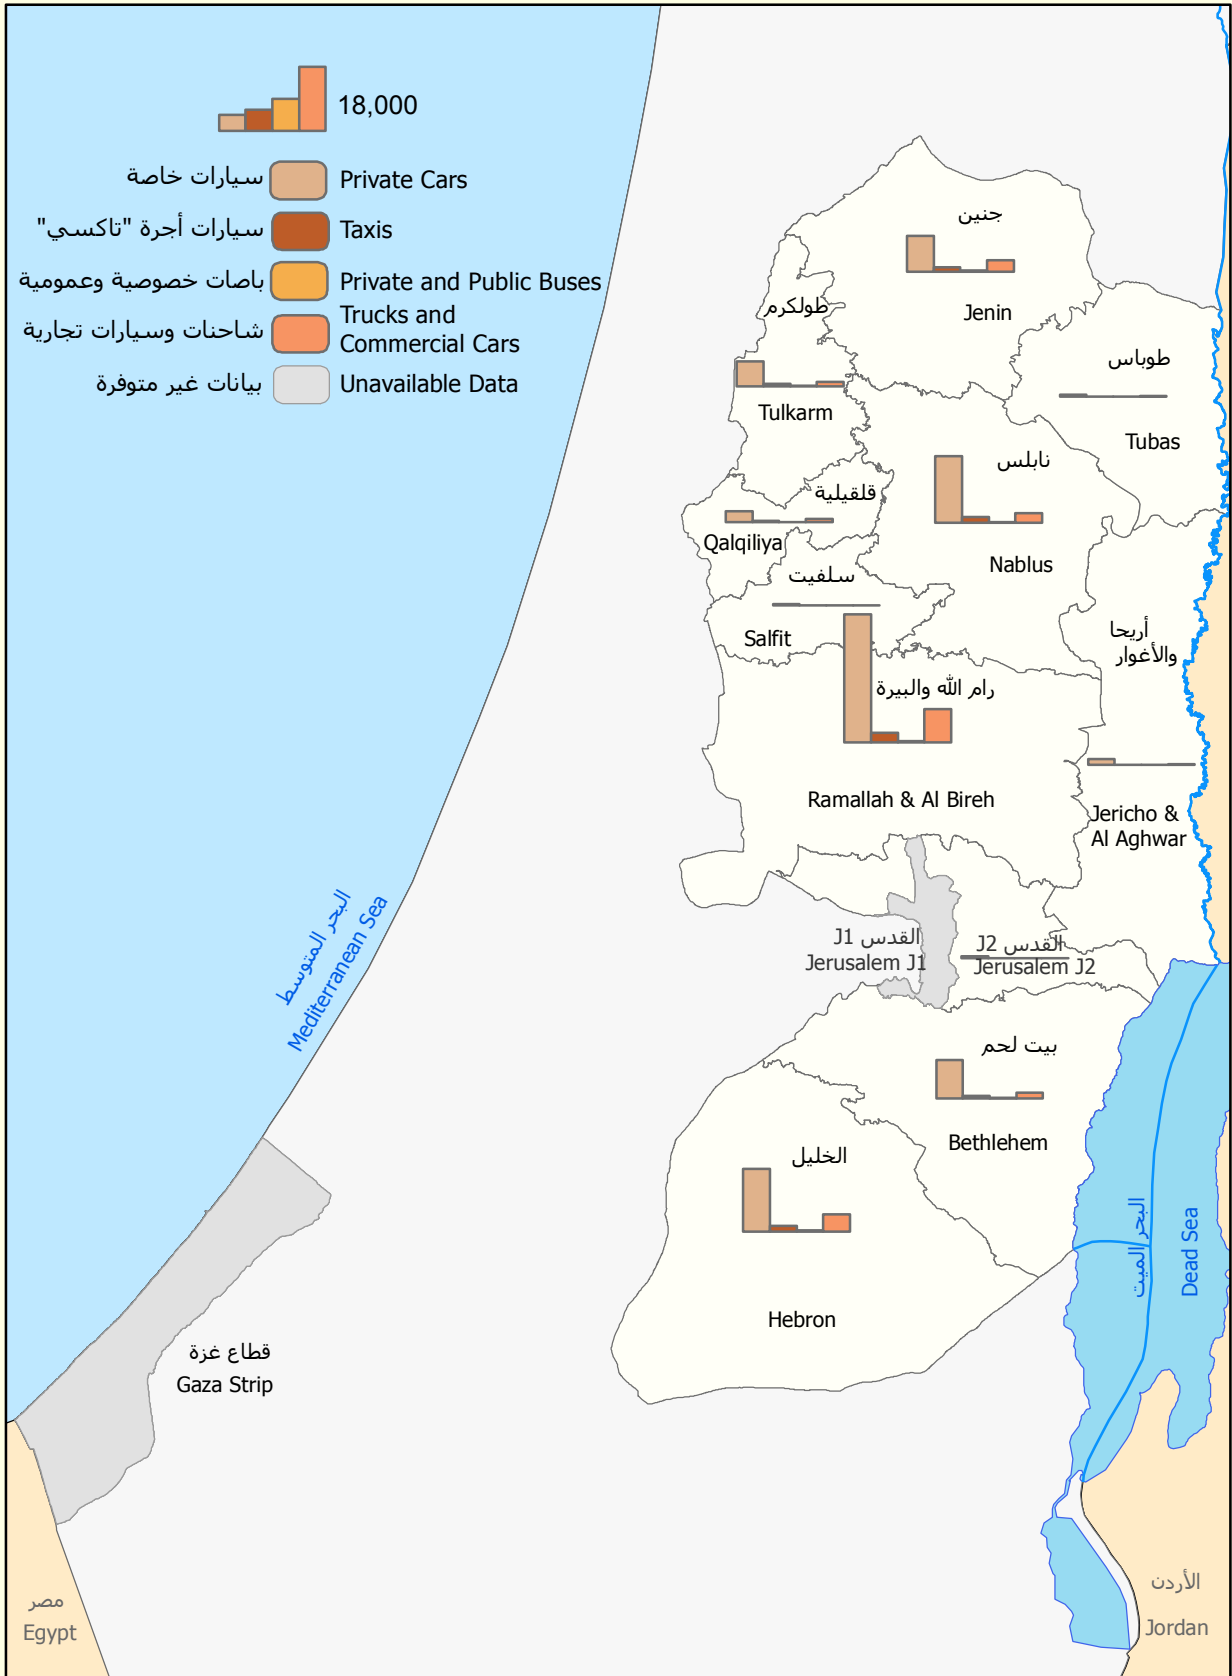 18,000
سيارات خاصة Private Cars
سيارات أجرة "تاكسي" Taxis
باصات خصوصية وعمومية Private and Public Buses
شاحنات وسيارات تجارية Trucks and
Commercial Cars
بيانات غير متوفرة Unavailable Data
جنين
Jenin
طولكرم
Tulkarm
طوباس
Tubas
نابلس
Nablus
قلقيلية
Qalqiliya
سلفيت
Salfit
أريحا
والأغوار
Jericho &
Al Aghwar
رام الله والبيرة
Ramallah & Al Bireh
القدس J1
Jerusalem J1
القدس J2
Jerusalem J2
البحر المتوسط
Mediterranean Sea
بيت لحم
Bethlehem
الخليل
Hebron
البحر الميت
Dead Sea
قطاع غزة
Gaza Strip
مصر
Egypt
الأردن
Jordan